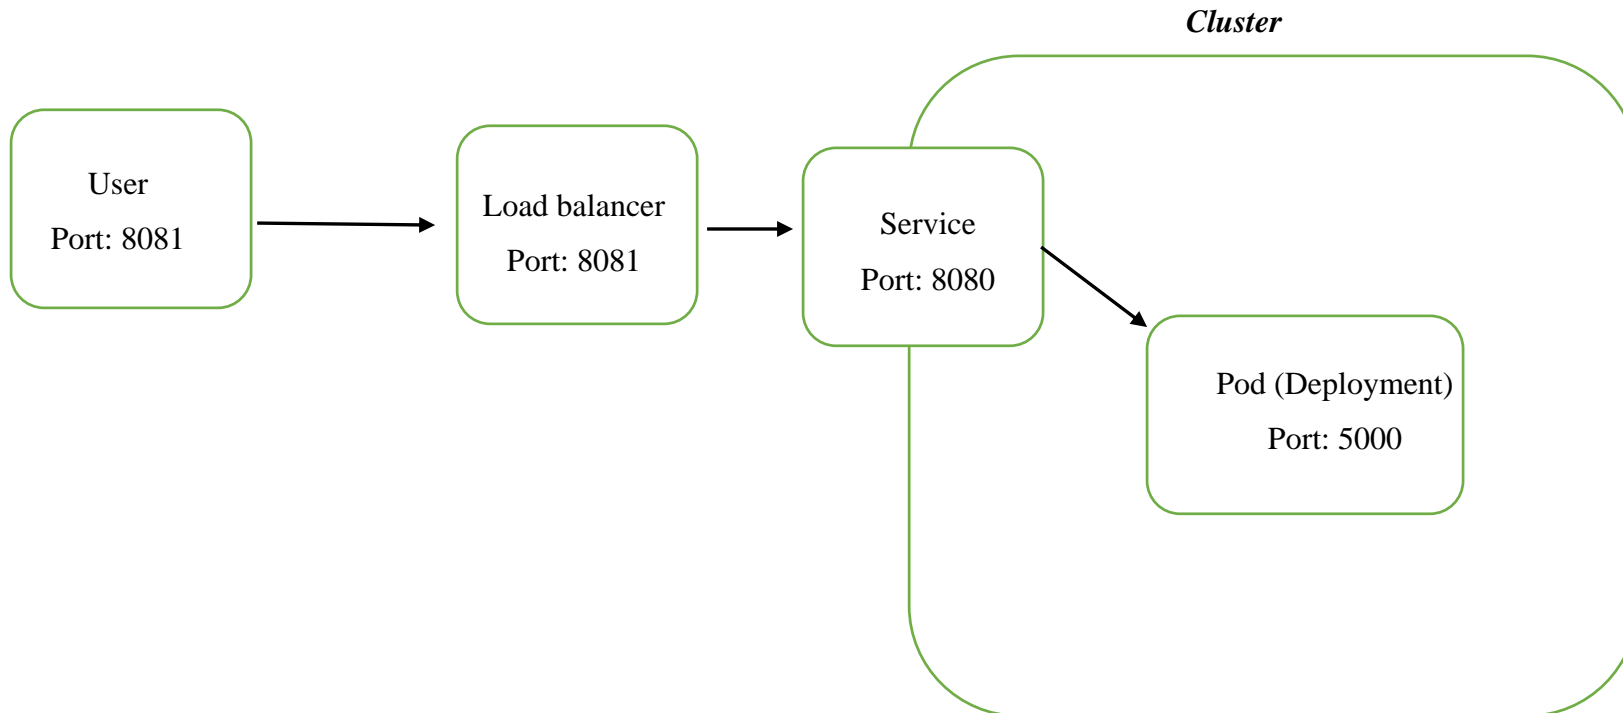 Cluster
User
Port: 8081
Load balancer
Port: 8081
Service
Port: 8080
Pod (Deployment)
Port: 5000